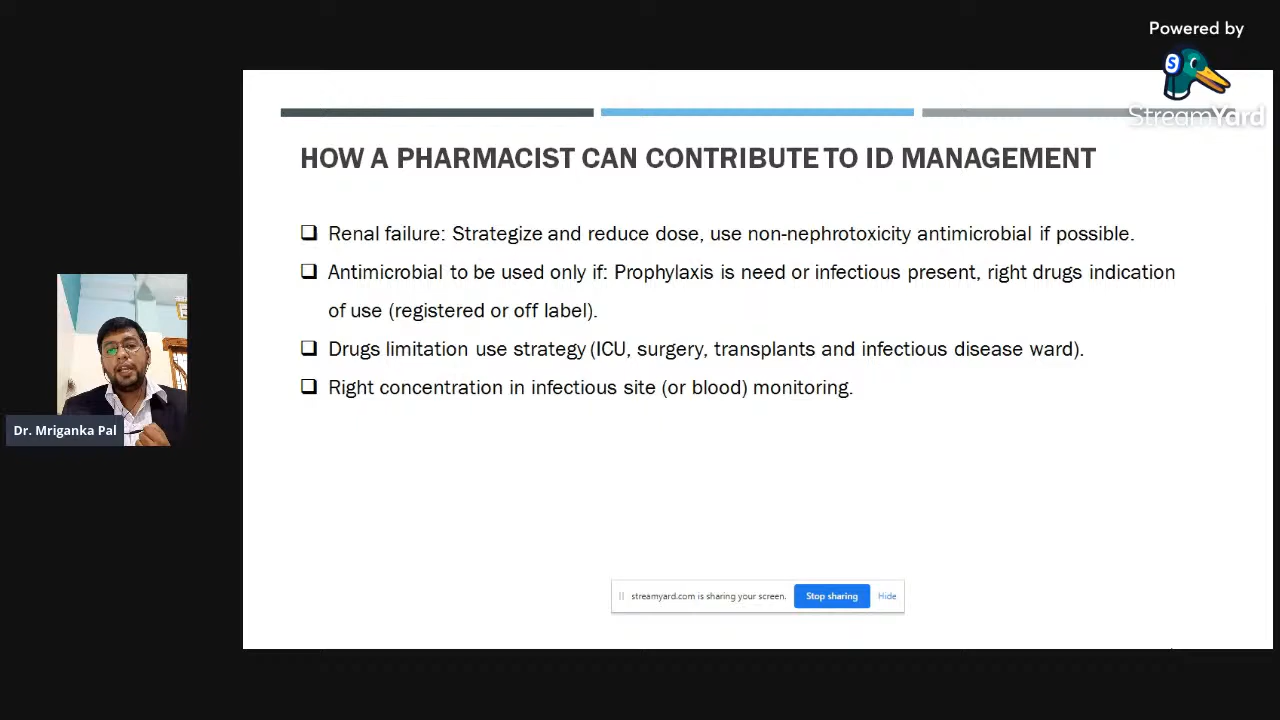 Powered by
S
StreamYard
HOW A PHARMACIST CAN CONTRIBUTE TO ID MANAGEMENT
Renal failure: Strategize and reduce dose, use non-nephrotoxicity antimicrobial if possible.
Antimicrobial to be used only if: Prophylaxis is need or infectious present, right drugs indication
of use (registered or off label).
Drugs limitation use strategy (ICU, surgery, transplants and infectious disease ward).
Right concentration in infectious site (or blood) monitoring.
Dr. Mriganka Pal
streamyard.com is sharing your screen. Stop sharing Hide